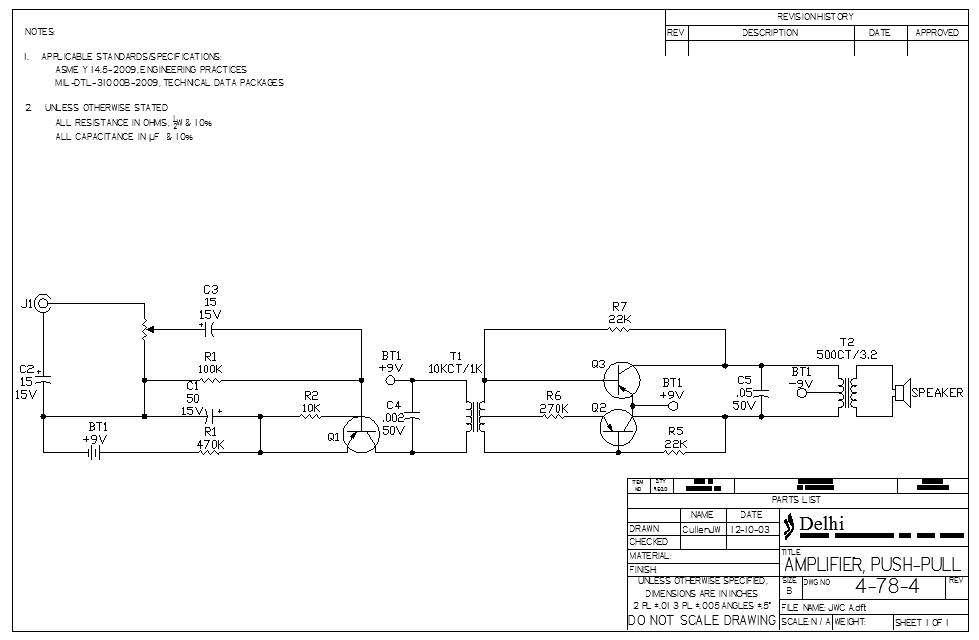 REVISION HISTORY
REV DESCRIPTION DATE APPROVED
NOTES
1. APPLICABLE STANDARDS/SPECIFICATIONS:
ASME Y14.5-2009, ENGINEERING PRACTICES
MIL-DTL-31000B-2009, TECHNICAL DATA PACKAGES
2 UNLESS OTHERWISE STATED
ALL RESISTANCE IN OHMS, ½W & 10%
ALL CAPACITANCE IN µF & 10%
J1
C3
15
15V
+
R1
100K
C2 +
15
15V
C1
50
15V +
BT1
+9V
R1
470K
R2
10K
Q1
BT1
+9V
C4
.002
50V
T1
10KCT/1K
R7
22K
Q3
R6
270K
Q2
BT1
+9V
R5
22K
C5
.05
50V
T2
500CT/3.2
BT1
-9V
SPEAKER
ITEM NO
QTY REQD
PARTS LIST
NAME DATE
DRAWN CullenJW 12-10-03
CHECKED
MATERIAL:
FINISH
UNLESS OTHERWISE SPECIFIED,
DIMENSIONS ARE IN INCHES
2 PL ±.01 3 PL ±.005 ANGLES ±.5°
DO NOT SCALE DRAWING
Delhi
TITLE
AMPLIFIER, PUSH-PULL
SIZE B DWG NO 4-78-4 REV
FILE NAME: JWC A.dft
SCALE: N / A WEIGHT: SHEET 1 OF 1